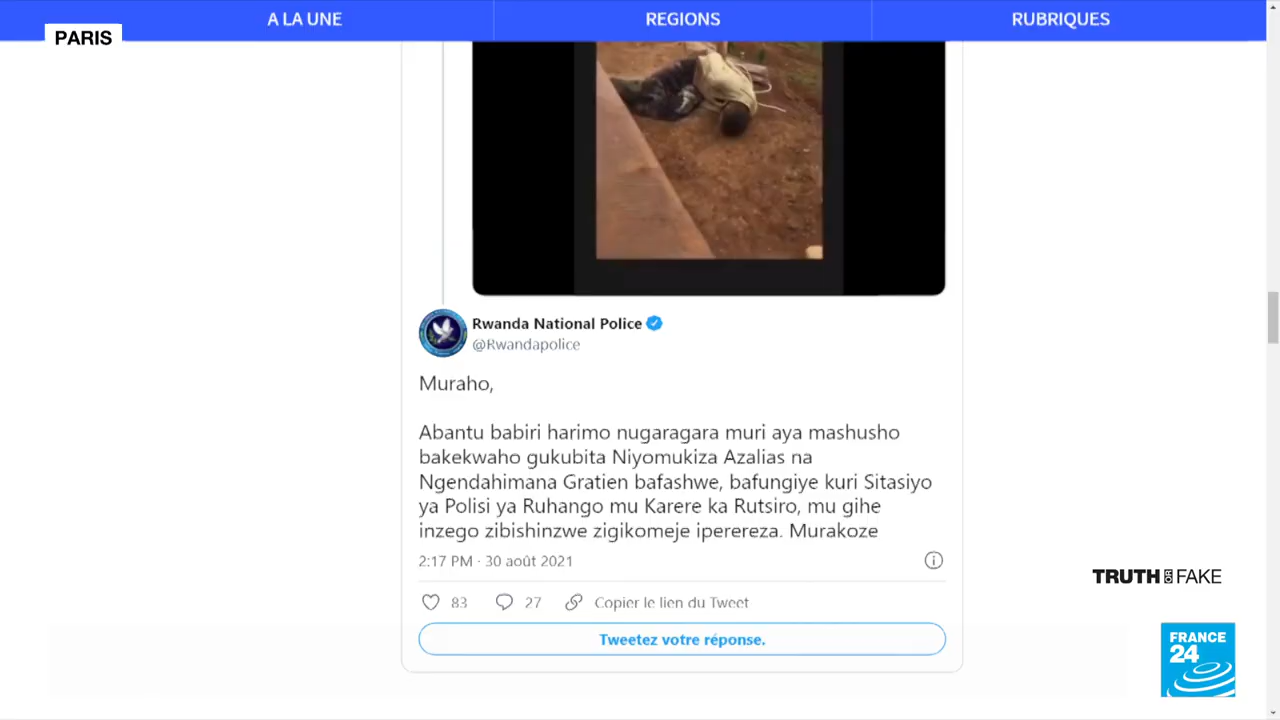 A LA UNE
REGIONS
RUBRIQUES
PARIS
Rwanda National Police
@Rwandapolice
Muraho,
Abantu babiri harimo nugaragara muri aya mashusho
bakekwaho gukubita Niyomukiza Azalias na
Ngendahimana Gratien bafashwe, bafungiye kuri Sitasiyo
ya Polisi ya Ruhango mu Karere ka Rutsiro, mu gihe
inzego zibishinzwe zigikomeje iperereza. Murakoze
2:17 PM · 30 août 2021
83
27
Copier le lien du Tweet
Tweetez votre réponse.
TRUTH OR FAKE
FRANCE
24